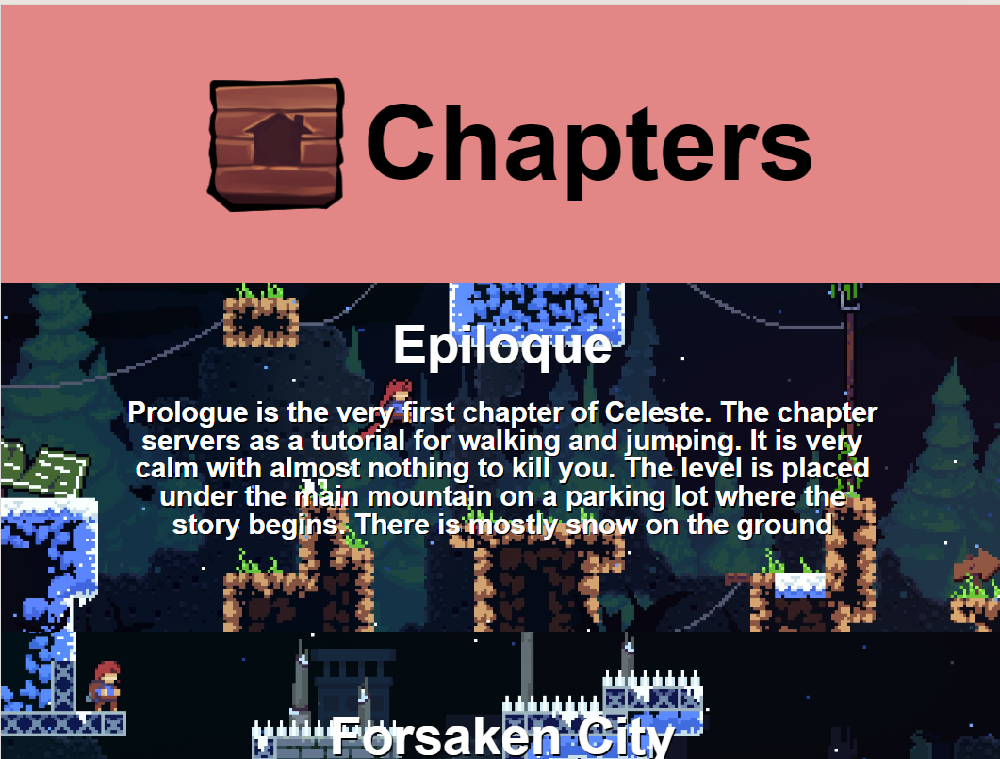 Chapters
Epiloque
Prologue is the very first chapter of Celeste. The chapter
servers as a tutorial for walking and jumping. It is very
calm with almost nothing to kill you. The level is placed
under the main mountain on a parking lot where the
story begins. There is mostly snow on the ground
Forsaken City